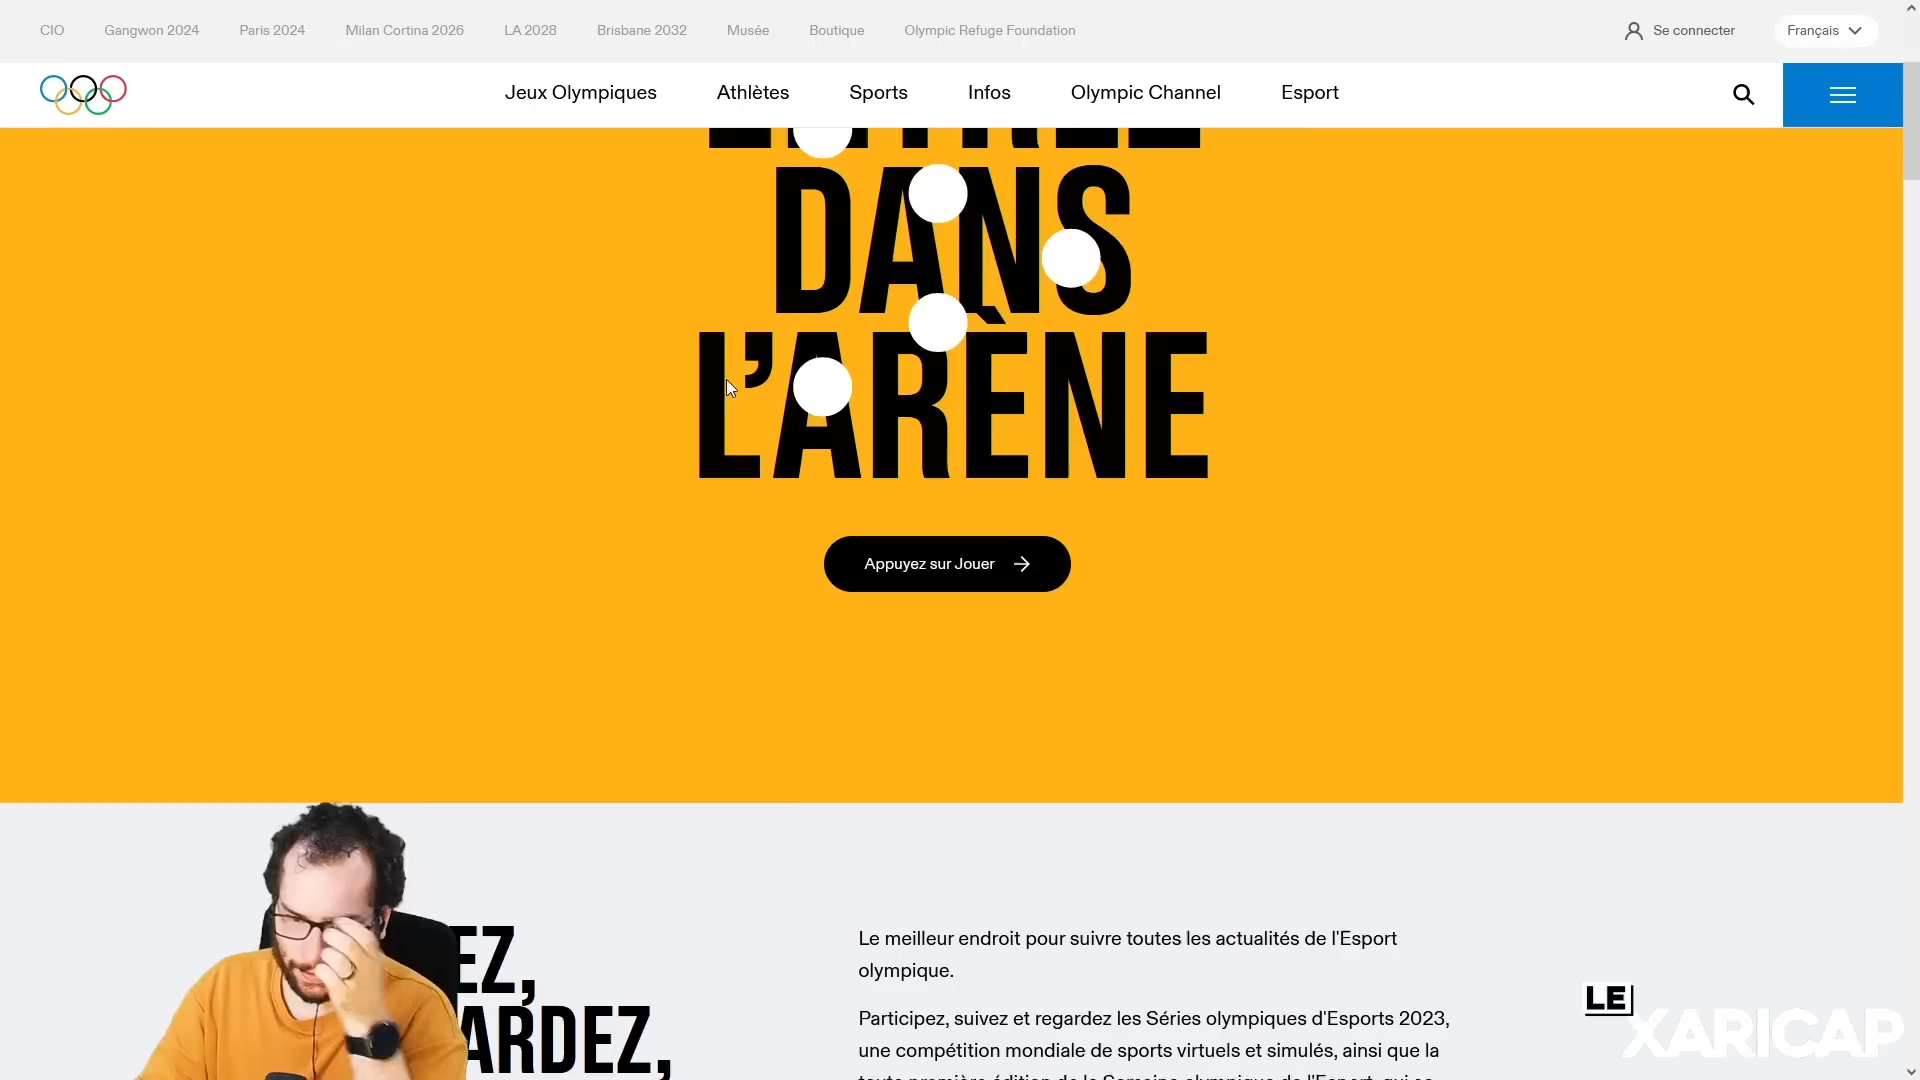 CIO Gangwon 2024 Paris 2024 Milan Cortina 2026 LA 2028 Brisbane 2032 Musée Boutique Olympic Refuge Foundation Se connecter Français
Jeux Olympiques Athlètes Sports Infos Olympic Channel Esport
DANS
L’ARÈNE
Appuyez sur Jouer
EZ,
ARDEZ,
Le meilleur endroit pour suivre toutes les actualités de l'Esport
olympique.
Participez, suivez et regardez les Séries olympiques d'Esports 2023,
une compétition mondiale de sports virtuels et simulés, ainsi que la
LE
XARICAP